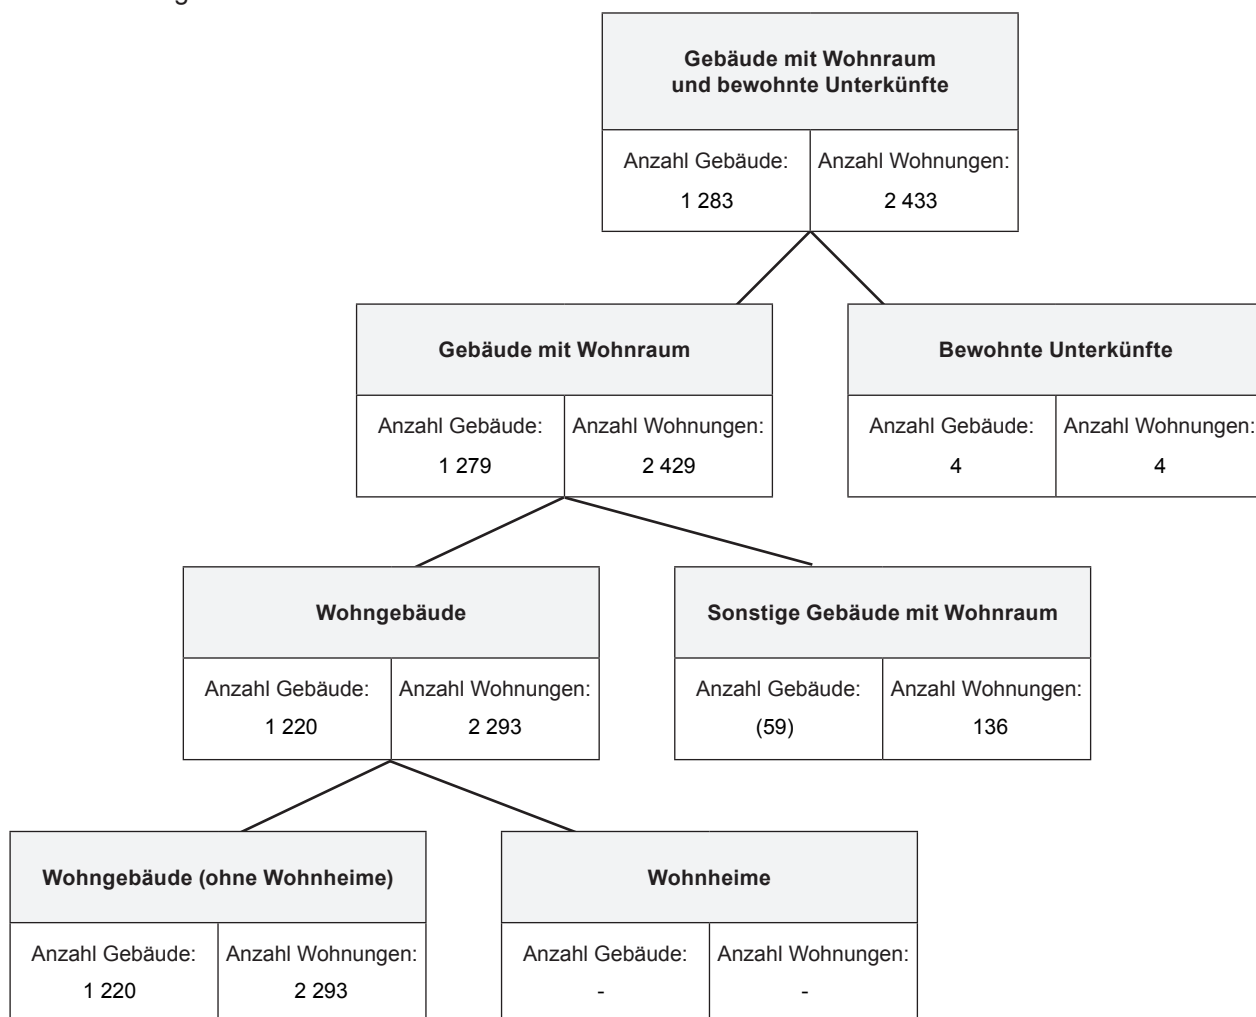 Gebäude mit Wohnraum
und bewohnte Unterkünfte
Anzahl Gebäude: Anzahl Wohnungen:
1 283 2 433
Gebäude mit Wohnraum
Anzahl Gebäude: Anzahl Wohnungen:
1 279 2 429
Bewohnte Unterkünfte
Anzahl Gebäude: Anzahl Wohnungen:
4 4
Wohngebäude
Anzahl Gebäude: Anzahl Wohnungen:
1 220 2 293
Sonstige Gebäude mit Wohnraum
Anzahl Gebäude: Anzahl Wohnungen:
(59) 136
Wohngebäude (ohne Wohnheime)
Anzahl Gebäude: Anzahl Wohnungen:
1 220 2 293
Wohnheime
Anzahl Gebäude: Anzahl Wohnungen:
- -